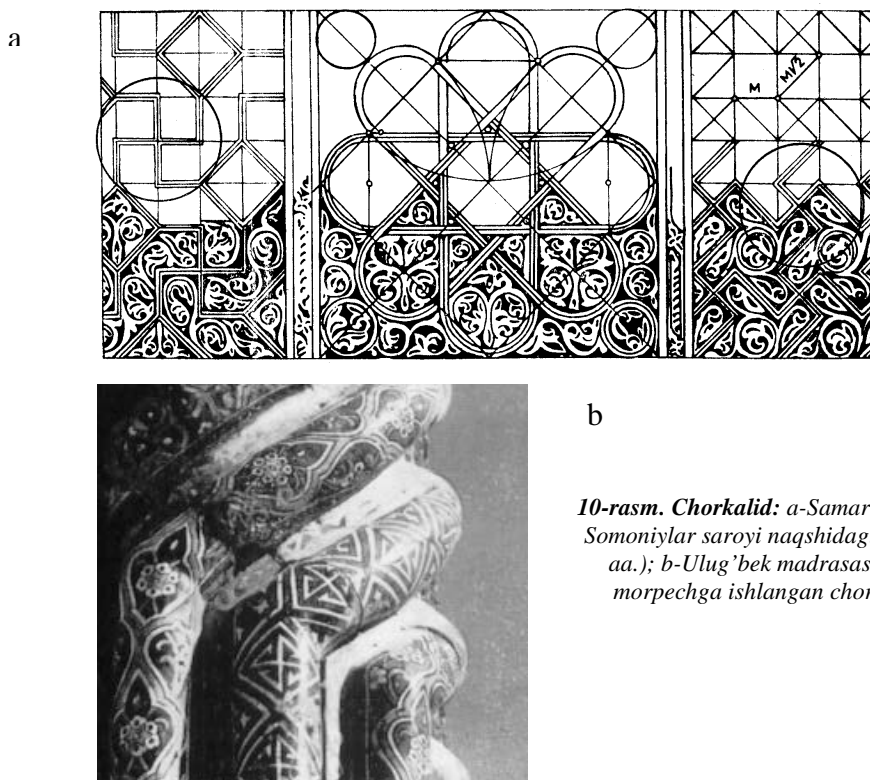 a
M
M√2
b
10-rasm. Chorkalid: a-Samar
Somoniylar saroyi naqshidag
aa.); b-Ulug’bek madrasas
morpechga ishlangan chor